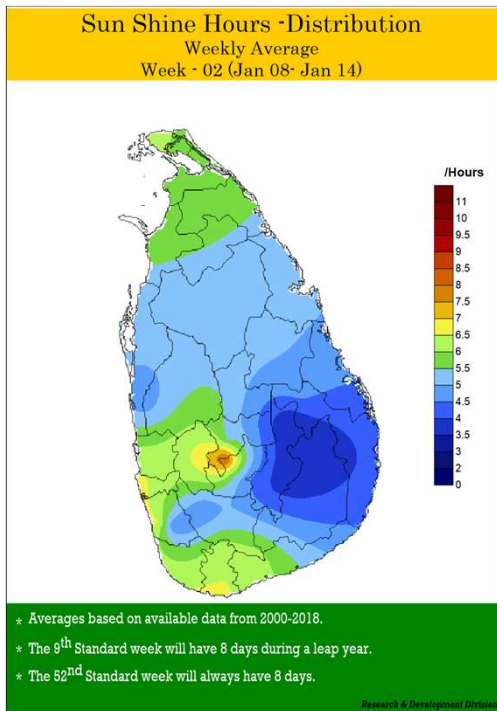 Sun Shine Hours -Distribution
Weekly Average
Week - 02 (Jan 08- Jan 14)
/Hours
11
10
9.5
9
8.5
8
7.5
7
6.5
6
5.5
5
4.5
4
3.5
3
2
0
* Averages based on available data from 2000-2018.
* The 9th Standard week will have 8 days during a leap year.
* The 52nd Standard week will always have 8 days.
Research & Development Division